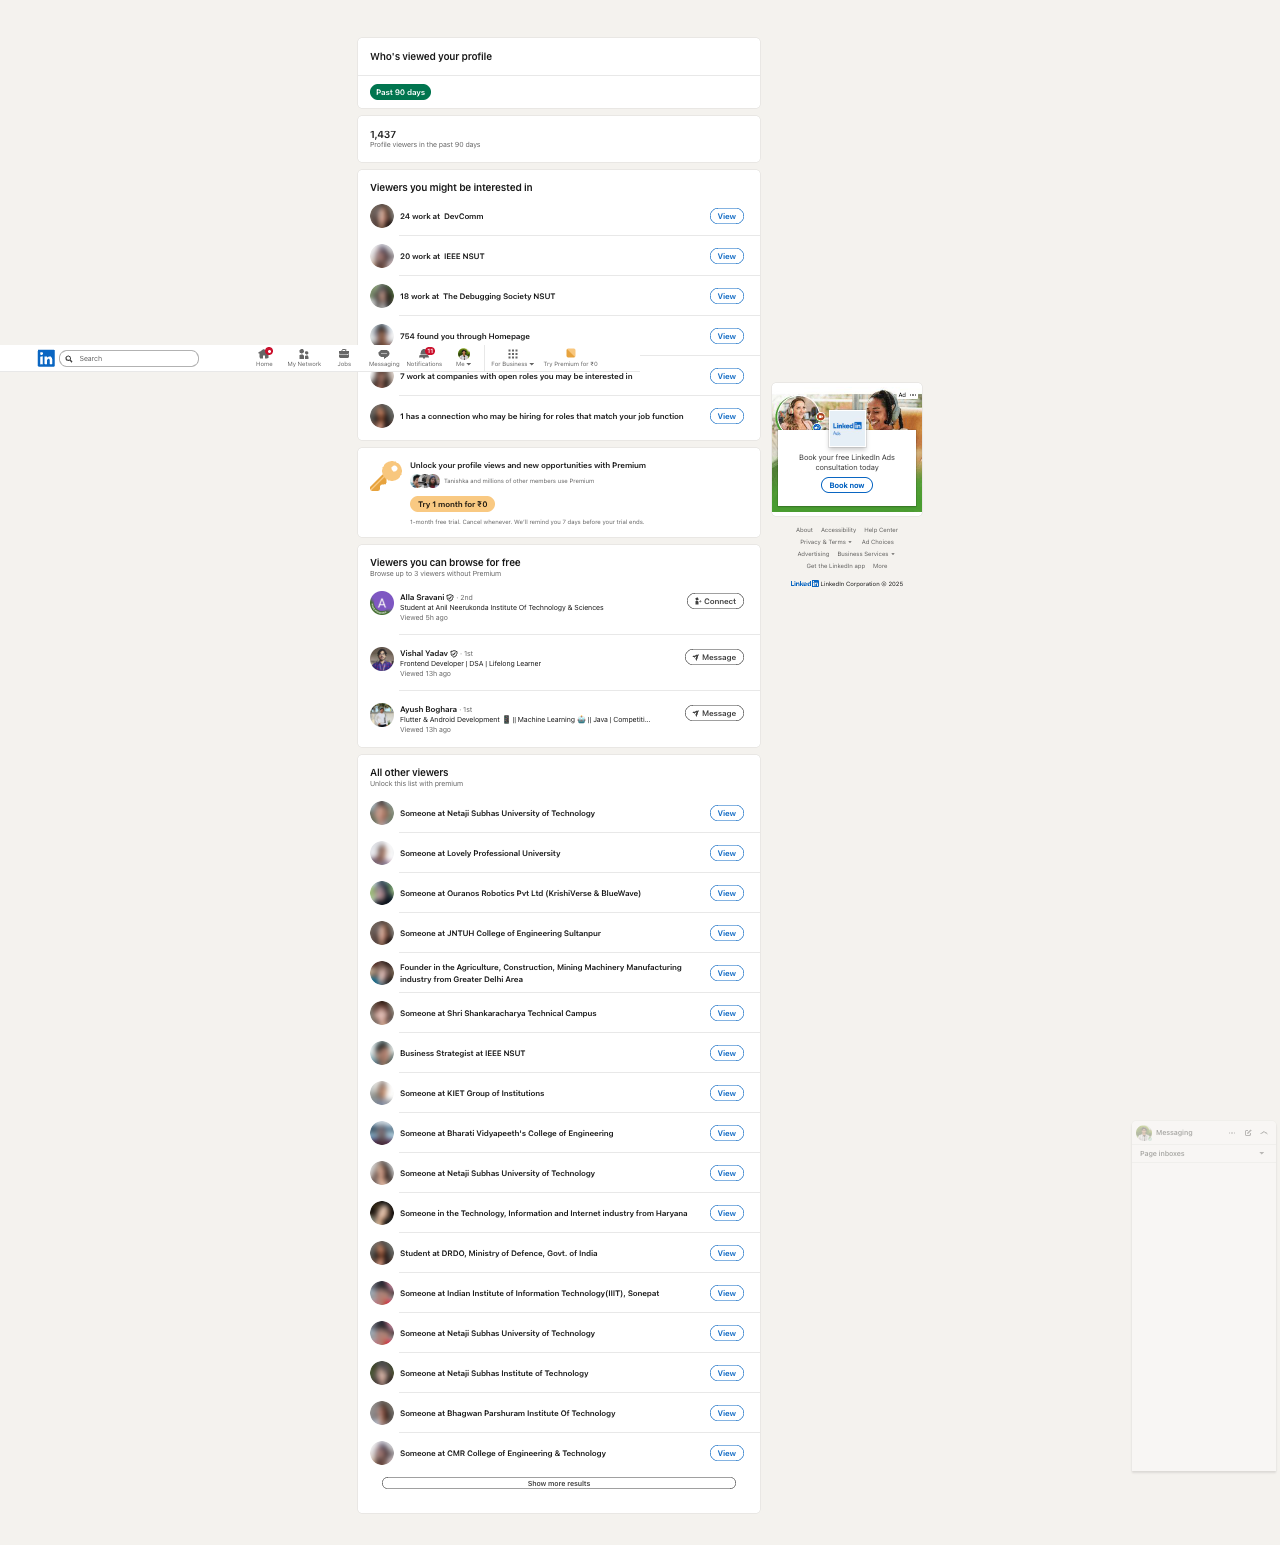 Who's viewed your profile
Past 90 days
1,437
Profile viewers in the past 90 days
Viewers you might be interested in
24 work at DevComm
View
20 work at IEEE NSUT
View
18 work at The Debugging Society NSUT
View
754 found you through Homepage
View
in
Search
Home
My Network
Jobs
Messaging
11
Notifications
Me
For Business
Try Premium for ₹0
7 work at companies with open roles you may be interested in
View
1 has a connection who may be hiring for roles that match your job function
View
Unlock your profile views and new opportunities with Premium
Tanishka and millions of other members use Premium
Try 1 month for ₹0
1-month free trial. Cancel whenever. We'll remind you 7 days before your trial ends.
Viewers you can browse for free
Browse up to 3 viewers without Premium
A
Alla Sravani · 2nd
Student at Anil Neerukonda Institute Of Technology & Sciences
Viewed 5h ago
Connect
Vishal Yadav · 1st
Frontend Developer | DSA | Lifelong Learner
Viewed 13h ago
Message
Ayush Boghara · 1st
Flutter & Android Development 📱 || Machine Learning 🤖 || Java | Competiti...
Viewed 13h ago
Message
All other viewers
Unlock this list with premium
Someone at Netaji Subhas University of Technology
View
Someone at Lovely Professional University
View
Someone at Ouranos Robotics Pvt Ltd (KrishiVerse & BlueWave)
View
Someone at JNTUH College of Engineering Sultanpur
View
Founder in the Agriculture, Construction, Mining Machinery Manufacturing
industry from Greater Delhi Area
View
Someone at Shri Shankaracharya Technical Campus
View
Business Strategist at IEEE NSUT
View
Someone at KIET Group of Institutions
View
Someone at Bharati Vidyapeeth's College of Engineering
View
Someone at Netaji Subhas University of Technology
View
Someone in the Technology, Information and Internet industry from Haryana
View
Student at DRDO, Ministry of Defence, Govt. of India
View
Someone at Indian Institute of Information Technology(IIIT), Sonepat
View
Someone at Netaji Subhas University of Technology
View
Someone at Netaji Subhas Institute of Technology
View
Someone at Bhagwan Parshuram Institute Of Technology
View
Someone at CMR College of Engineering & Technology
View
Show more results
Ad ···
Linkedin
Ads
Book your free LinkedIn Ads
consultation today
Book now
About Accessibility Help Center
Privacy & Terms Ad Choices
Advertising Business Services
Get the LinkedIn app More
Linkedin LinkedIn Corporation © 2025
Messaging
Page inboxes